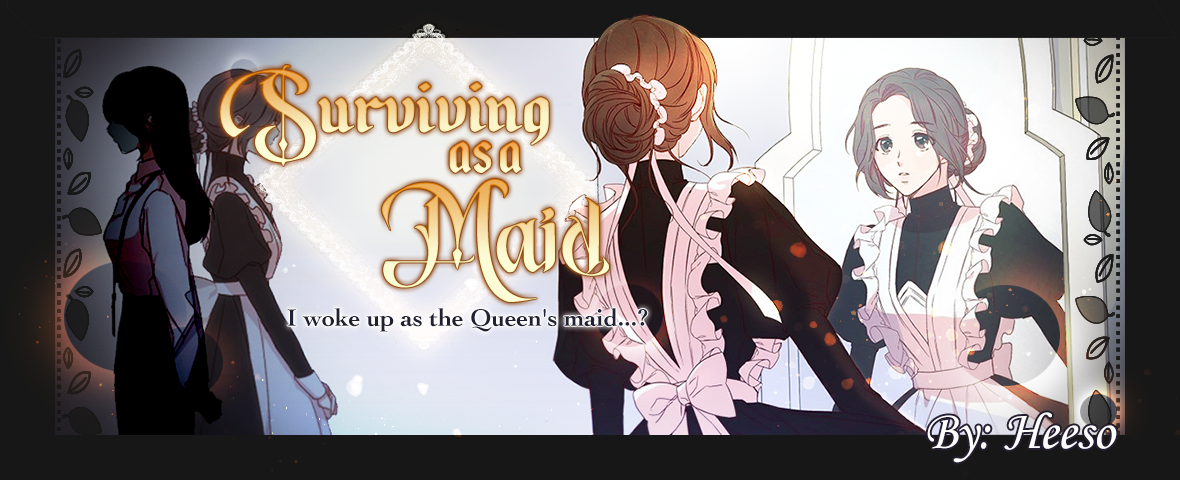 Surviving
as a
Maid
I woke up as the Queen's maid...?
By: Heeso